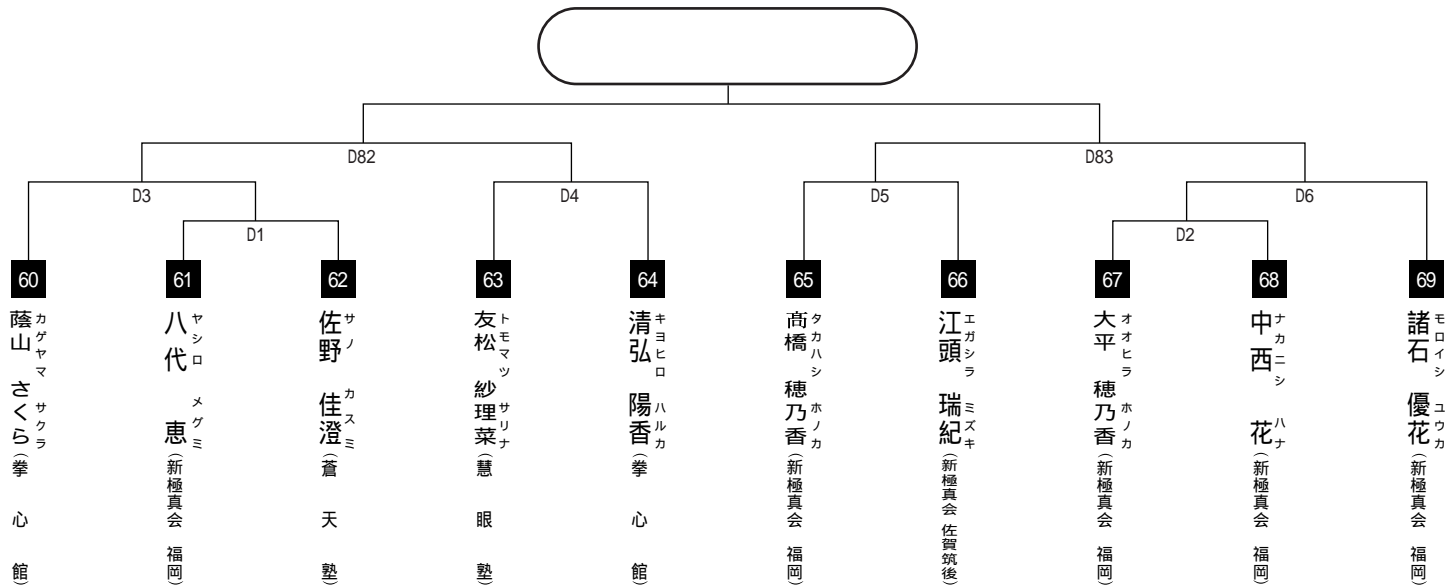 D82
D83
D3
D4
D5
D6
D1
D2
60
61
62
63
64
65
66
67
68
69
カゲヤマ サクラ
蔭山 さくら(拳心館)
ヤシロ メグミ
八代 恵(新極真会 福岡)
サノ カスミ
佐野 佳澄(蒼天塾)
トモマツ サリナ
友松 紗理菜(慧眼塾)
キヨヒロ ハルカ
清弘 陽香(拳心館)
タカハシ ホノカ
髙橋 穂乃香(新極真会 福岡)
エガシラ ミズキ
江頭 瑞紀(新極真会 佐賀筑後)
オオヒラ ホノカ
大平 穂乃香(新極真会 福岡)
ナカニシ ハナ
中西 花(新極真会 福岡)
モロイシ ユウカ
諸石 優花(新極真会 福岡)